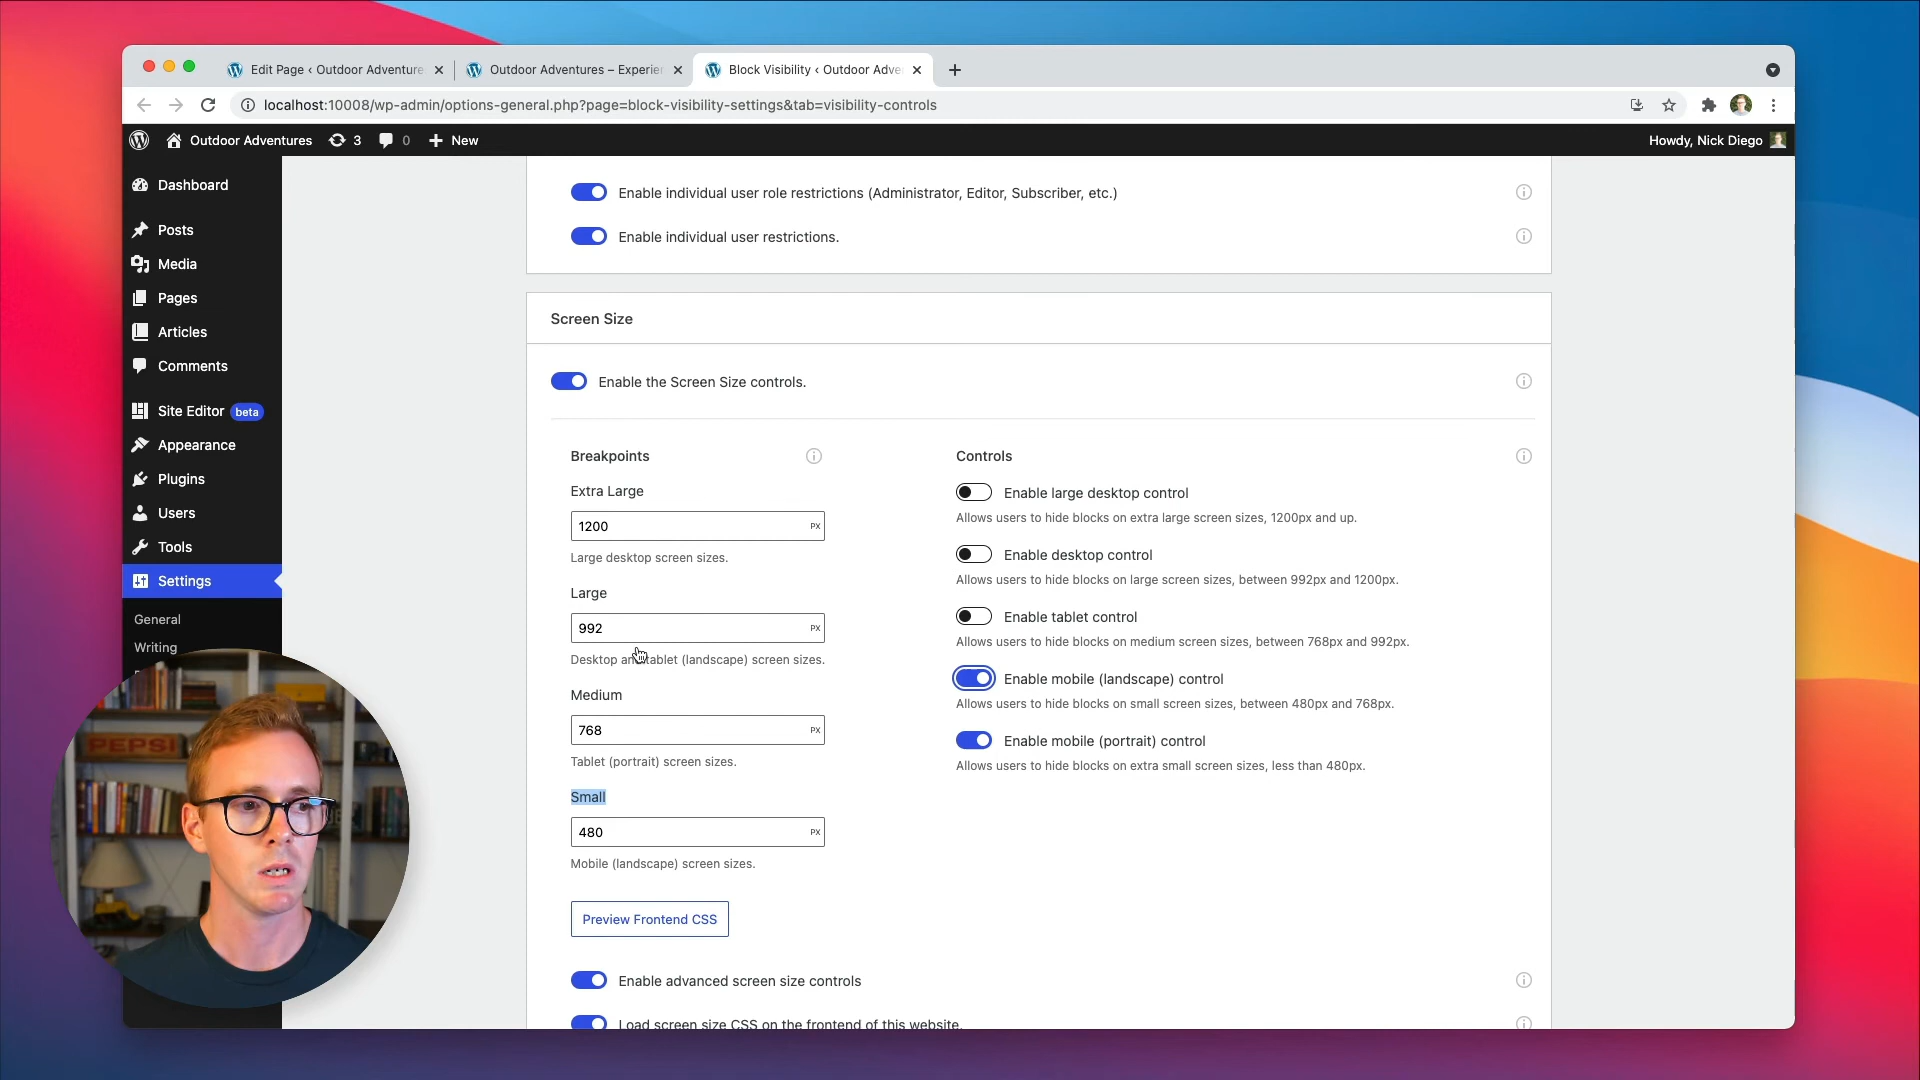 Edit Page ‹ Outdoor Adventure
Outdoor Adventures – Experien
Block Visibility ‹ Outdoor Adve
localhost:10008/wp-admin/options-general.php?page=block-visibility-settings&tab=visibility-controls
Outdoor Adventures 3 0 New
Howdy, Nick Diego
Dashboard
Posts
Media
Pages
Articles
Comments
Site Editor beta
Appearance
Plugins
Users
Tools
Settings
General
Writing
Enable individual user role restrictions (Administrator, Editor, Subscriber, etc.)
Enable individual user restrictions.
Screen Size
Enable the Screen Size controls.
Breakpoints
Extra Large
1200 PX
Large desktop screen sizes.
Large
992 PX
Desktop and tablet (landscape) screen sizes.
Medium
768 PX
Tablet (portrait) screen sizes.
Small
480 PX
Mobile (landscape) screen sizes.
Preview Frontend CSS
Controls
Enable large desktop control
Allows users to hide blocks on extra large screen sizes, 1200px and up.
Enable desktop control
Allows users to hide blocks on large screen sizes, between 992px and 1200px.
Enable tablet control
Allows users to hide blocks on medium screen sizes, between 768px and 992px.
Enable mobile (landscape) control
Allows users to hide blocks on small screen sizes, between 480px and 768px.
Enable mobile (portrait) control
Allows users to hide blocks on extra small screen sizes, less than 480px.
Enable advanced screen size controls
Load screen size CSS on the frontend of this website.
PEPSI